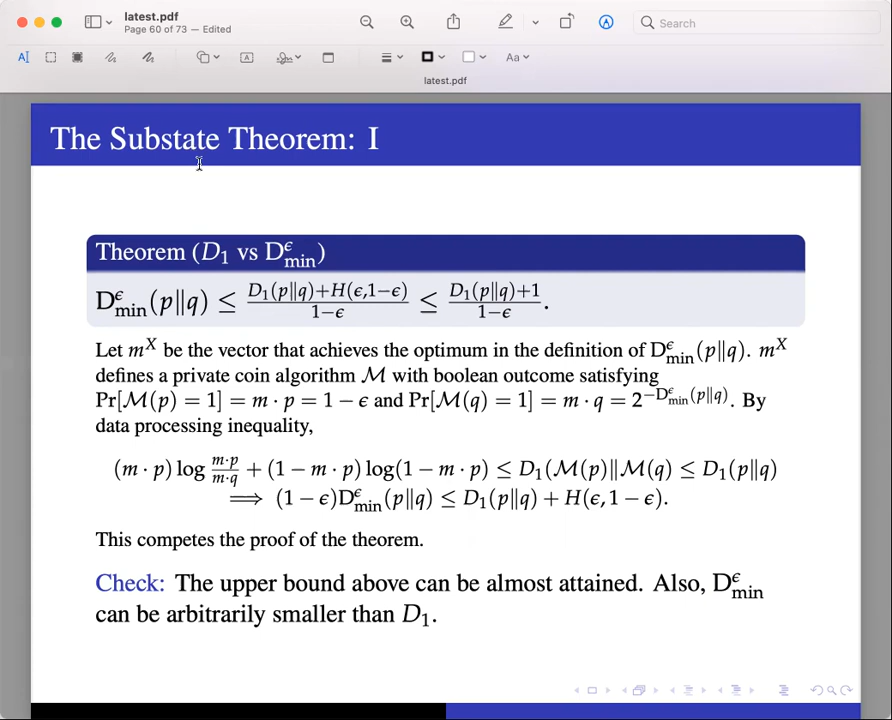 latest.pdf
Page 60 of 73 — Edited
Search
Aa
latest.pdf
The Substate Theorem: I
Theorem (D₁ vs D^ϵ_min)
D^ϵ_min(p‖q) ≤ (D₁(p‖q)+H(ϵ,1−ϵ))/(1−ϵ) ≤ (D₁(p‖q)+1)/(1−ϵ).
Let m^X be the vector that achieves the optimum in the definition of D^ϵ_min(p‖q). m^X
defines a private coin algorithm ℳ with boolean outcome satisfying
Pr[ℳ(p) = 1] = m · p = 1 − ϵ and Pr[ℳ(q) = 1] = m · q = 2^{−D^ϵ_min(p‖q)}. By
data processing inequality,
(m · p) log (m·p)/(m·q) + (1 − m · p) log(1 − m · p) ≤ D₁(ℳ(p)‖ℳ(q) ≤ D₁(p‖q)
⟹ (1 − ϵ)D^ϵ_min(p‖q) ≤ D₁(p‖q) + H(ϵ, 1 − ϵ).
This competes the proof of the theorem.
Check: The upper bound above can be almost attained. Also, D^ϵ_min
can be arbitrarily smaller than D₁.